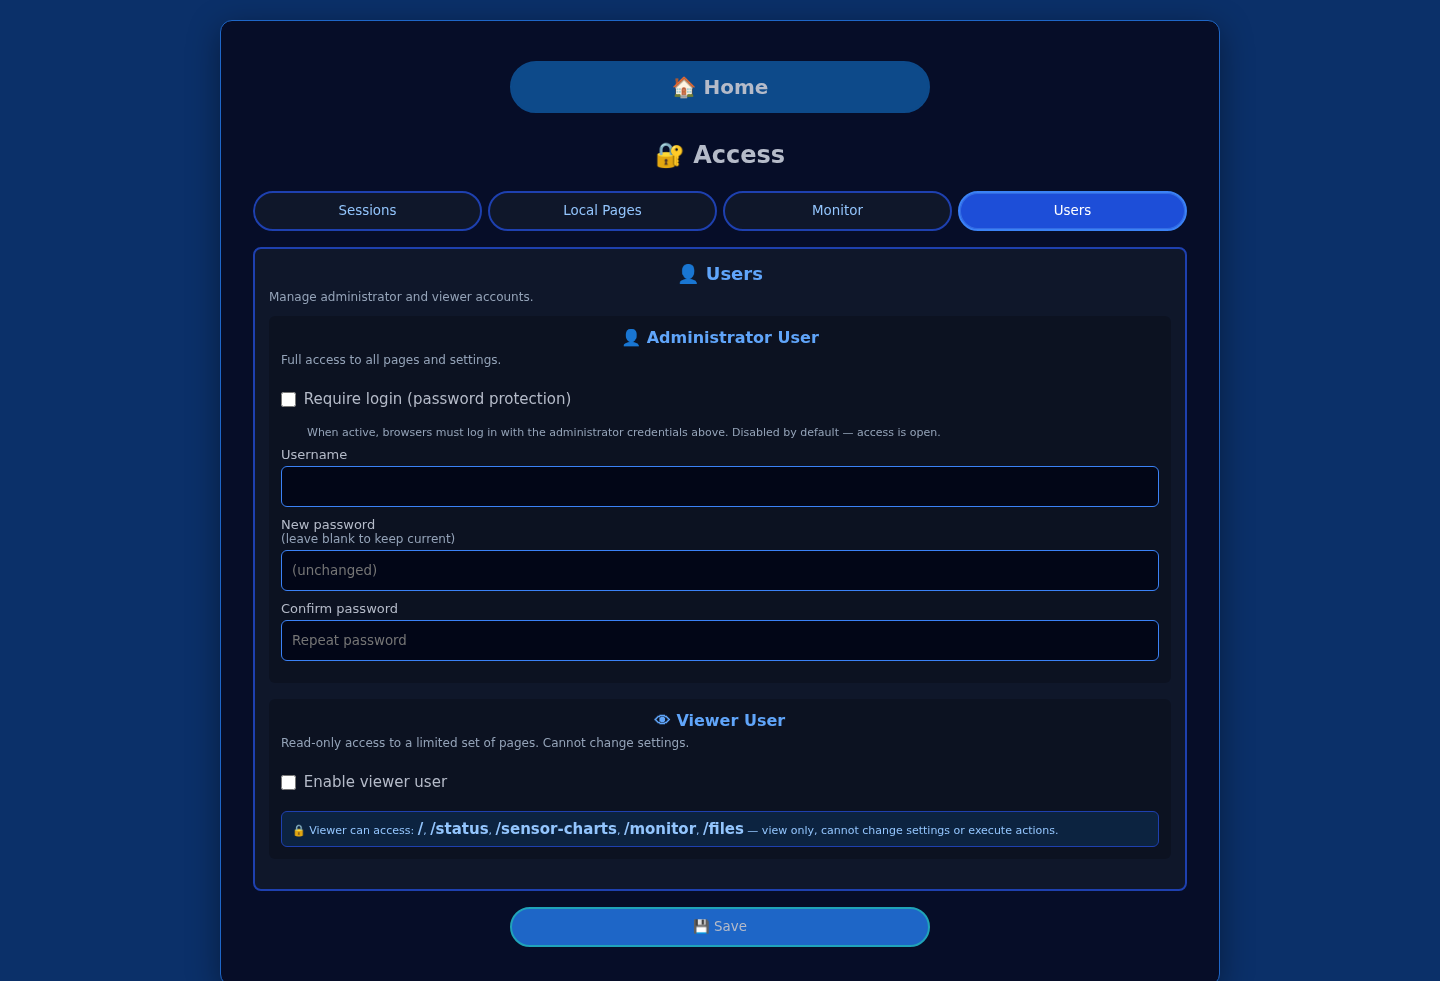 🏠 Home
🔐 Access
Sessions
Local Pages
Monitor
Users
👤 Users
Manage administrator and viewer accounts.
👤 Administrator User
Full access to all pages and settings.
Require login (password protection)
When active, browsers must log in with the administrator credentials above. Disabled by default — access is open.
Username
New password
(leave blank to keep current)
(unchanged)
Confirm password
Repeat password
👁 Viewer User
Read-only access to a limited set of pages. Cannot change settings.
Enable viewer user
🔒 Viewer can access: /, /status, /sensor-charts, /monitor, /files — view only, cannot change settings or execute actions.
💾 Save